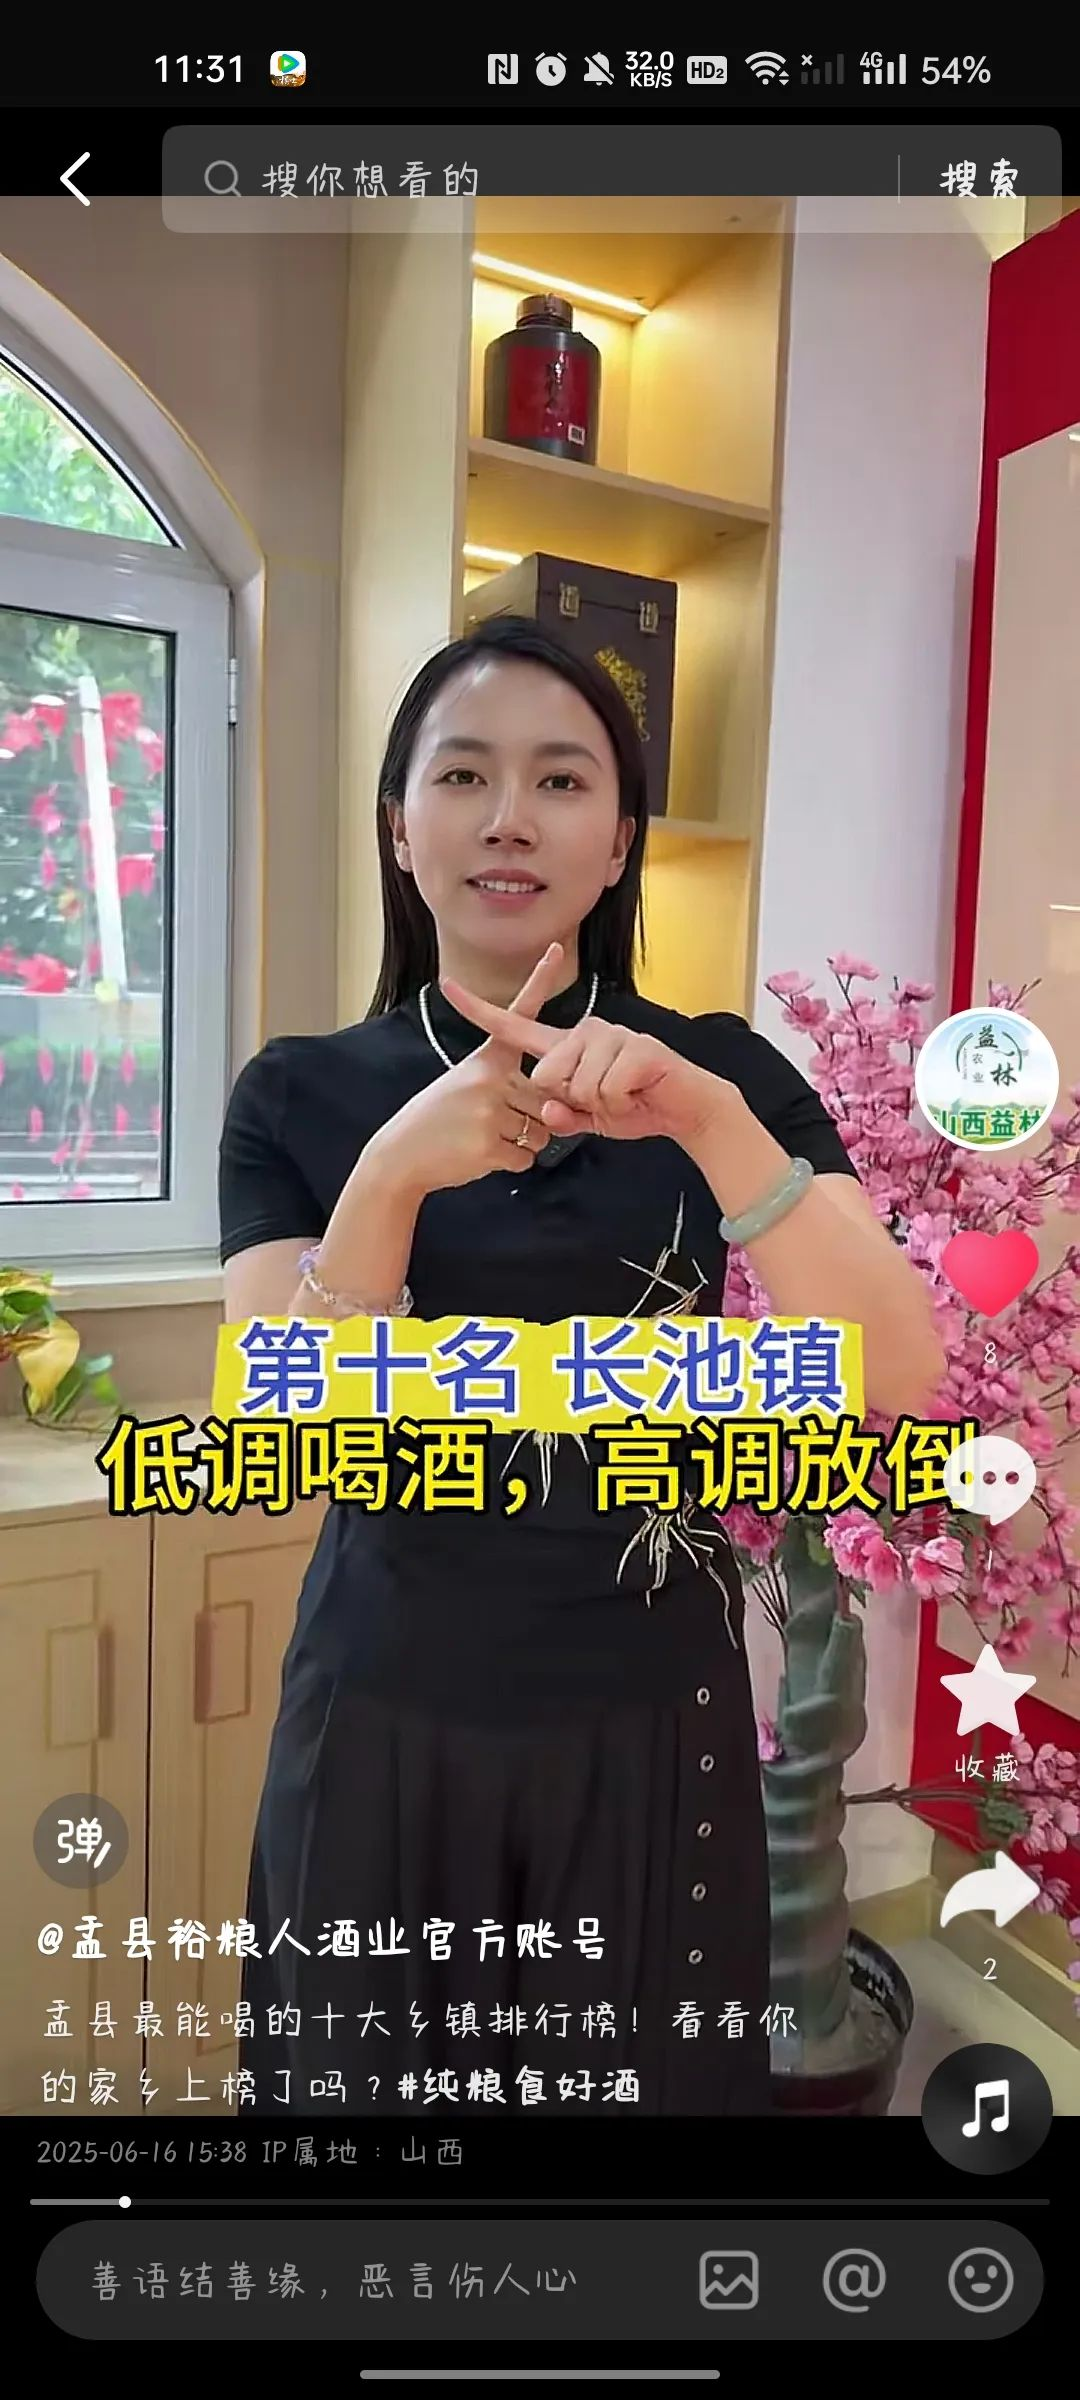 11:31
32.0
KB/S
HD2
4G
54%
搜你想看的
搜索
益林
农业
山西益林
第十名 长池镇
低调喝酒，高调放倒
8
1
收藏
2
弹
@盂县裕粮人酒业官方账号
盂县最能喝的十大乡镇排行榜！看看你
的家乡上榜了吗？#纯粮食好酒
2025-06-16 15:38 IP属地：山西
善语结善缘，恶言伤人心